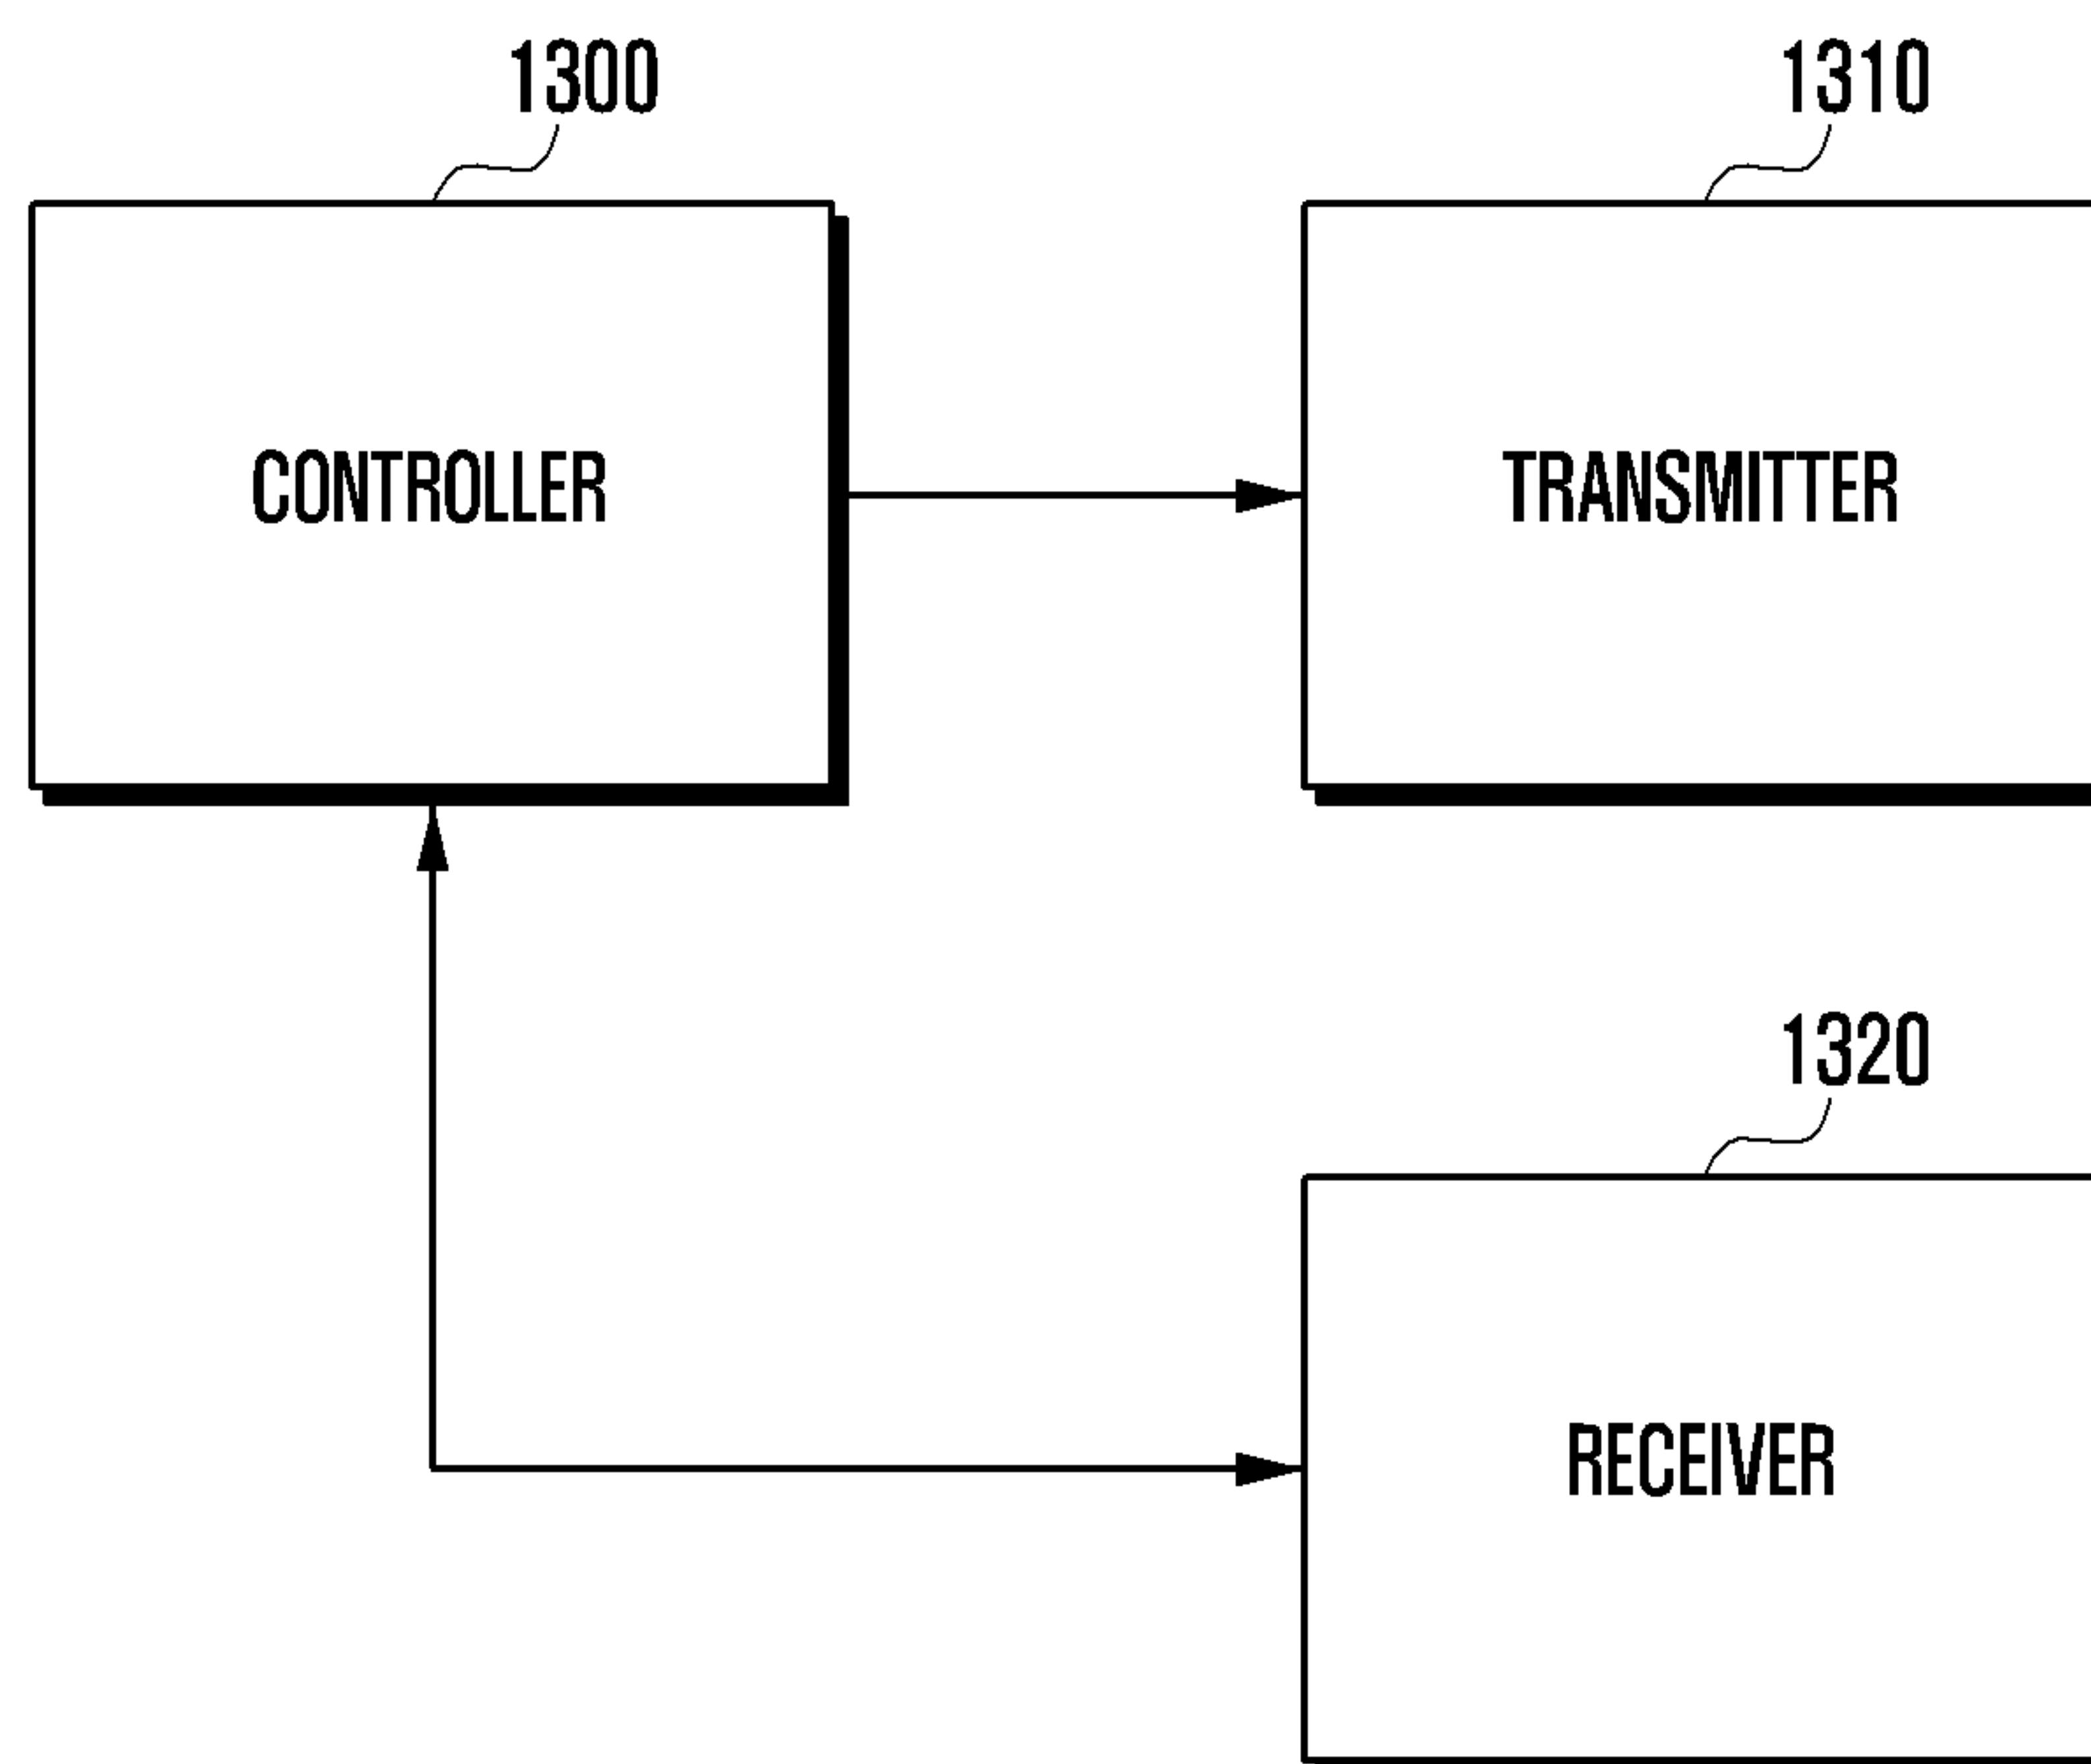 1300
1310
CONTROLLER
TRANSMITTER
1320
RECEIVER